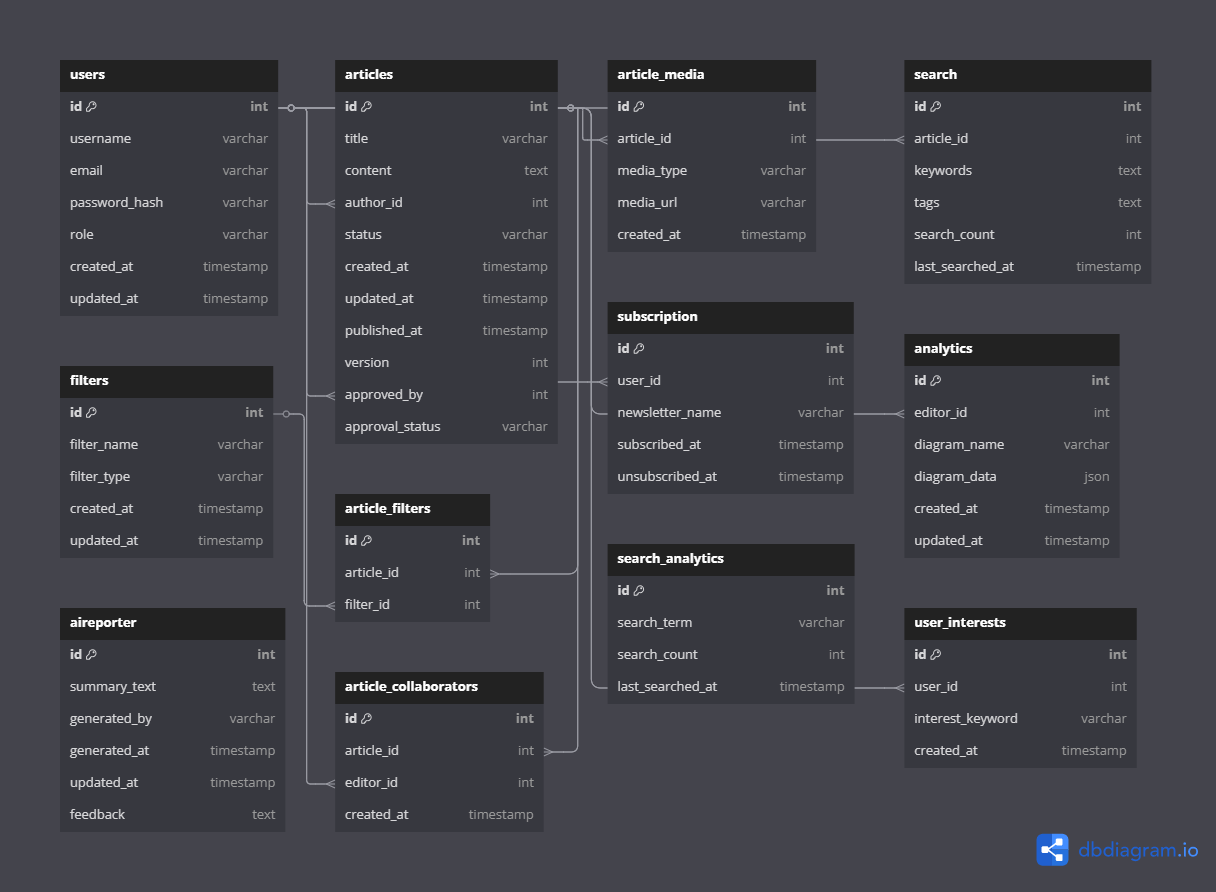 users
id int
username varchar
email varchar
password_hash varchar
role varchar
created_at timestamp
updated_at timestamp
filters
id int
filter_name varchar
filter_type varchar
created_at timestamp
updated_at timestamp
aireporter
id int
summary_text text
generated_by varchar
generated_at timestamp
updated_at timestamp
feedback text
articles
id int
title varchar
content text
author_id int
status varchar
created_at timestamp
updated_at timestamp
published_at timestamp
version int
approved_by int
approval_status varchar
article_filters
id int
article_id int
filter_id int
article_collaborators
id int
article_id int
editor_id int
created_at timestamp
article_media
id int
article_id int
media_type varchar
media_url varchar
created_at timestamp
subscription
id int
user_id int
newsletter_name varchar
subscribed_at timestamp
unsubscribed_at timestamp
search_analytics
id int
search_term varchar
search_count int
last_searched_at timestamp
search
id int
article_id int
keywords text
tags text
search_count int
last_searched_at timestamp
analytics
id int
editor_id int
diagram_name varchar
diagram_data json
created_at timestamp
updated_at timestamp
user_interests
id int
user_id int
interest_keyword varchar
created_at timestamp
dbdiagram.io